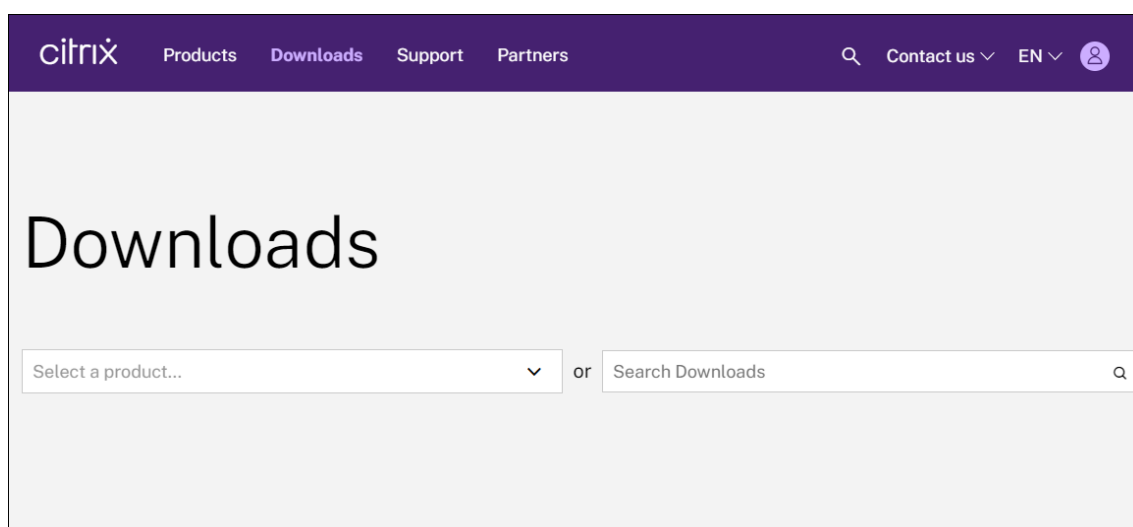 citrix Products Downloads Support Partners Contact us EN
Downloads
Select a product... or Search Downloads